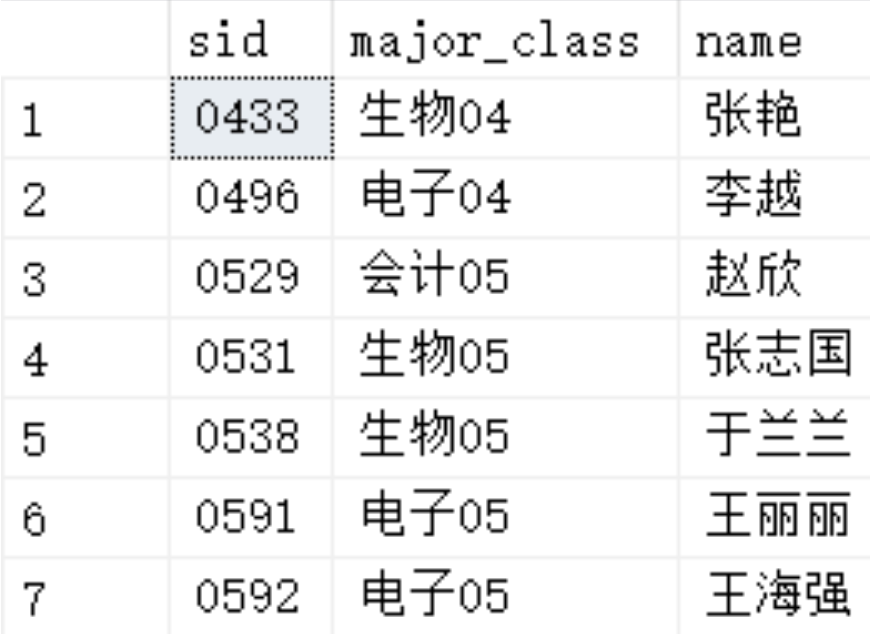 sid major_class name
1 0433 生物04 张艳
2 0496 电子04 李越
3 0529 会计05 赵欣
4 0531 生物05 张志国
5 0538 生物05 于兰兰
6 0591 电子05 王丽丽
7 0592 电子05 王海强